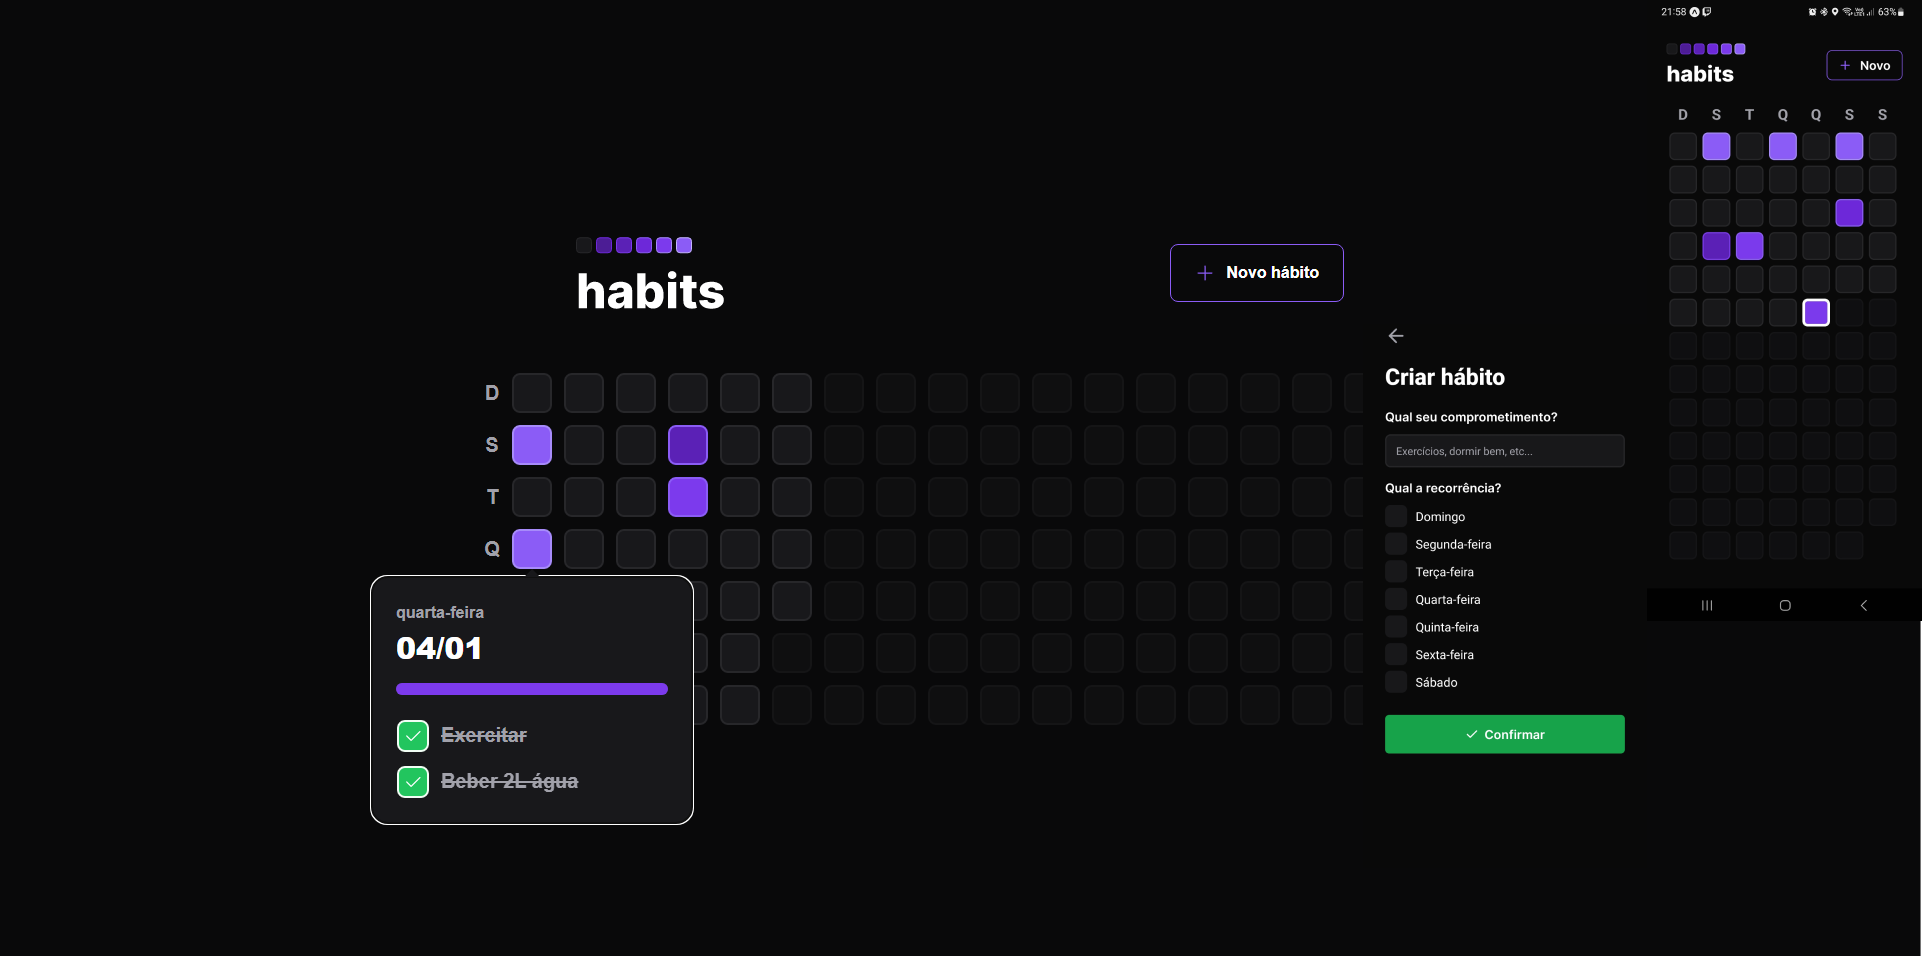 habits
Novo hábito
D
S
T
Q
quarta-feira
04/01
Exercitar
Beber 2L água
Criar hábito
Qual seu comprometimento?
Exercícios, dormir bem, etc...
Qual a recorrência?
Domingo
Segunda-feira
Terça-feira
Quarta-feira
Quinta-feira
Sexta-feira
Sábado
Confirmar
21:58 63%
habits
Novo
D S T Q Q S S